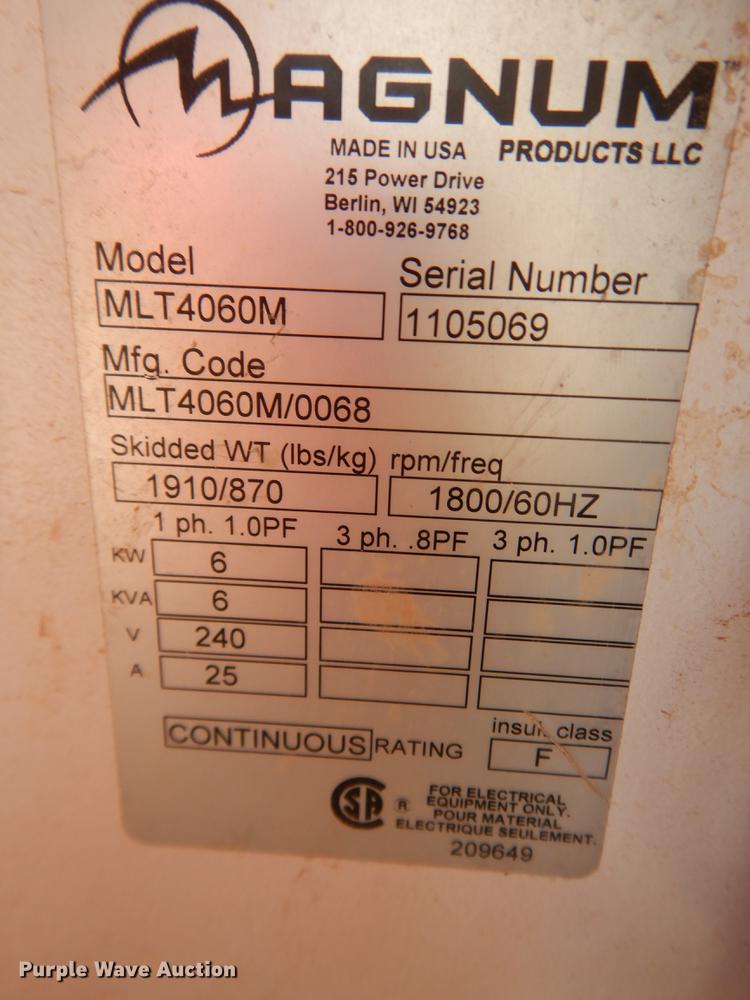 MAGNUM™
MADE IN USA PRODUCTS LLC
215 Power Drive
Berlin, WI 54923
1-800-926-9768
Model Serial Number
MLT4060M 1105069
Mfg. Code
MLT4060M/0068
Skidded WT (lbs/kg) rpm/freq
1910/870 1800/60HZ
1 ph. 1.0PF 3 ph. .8PF 3 ph. 1.0PF
KW 6
KVA 6
V 240
A 25
CONTINUOUS RATING insul. class
F
SA ® FOR ELECTRICAL
EQUIPMENT ONLY.
POUR MATERIAL
ELECTRIQUE SEULEMENT.
209649
Purple Wave Auction